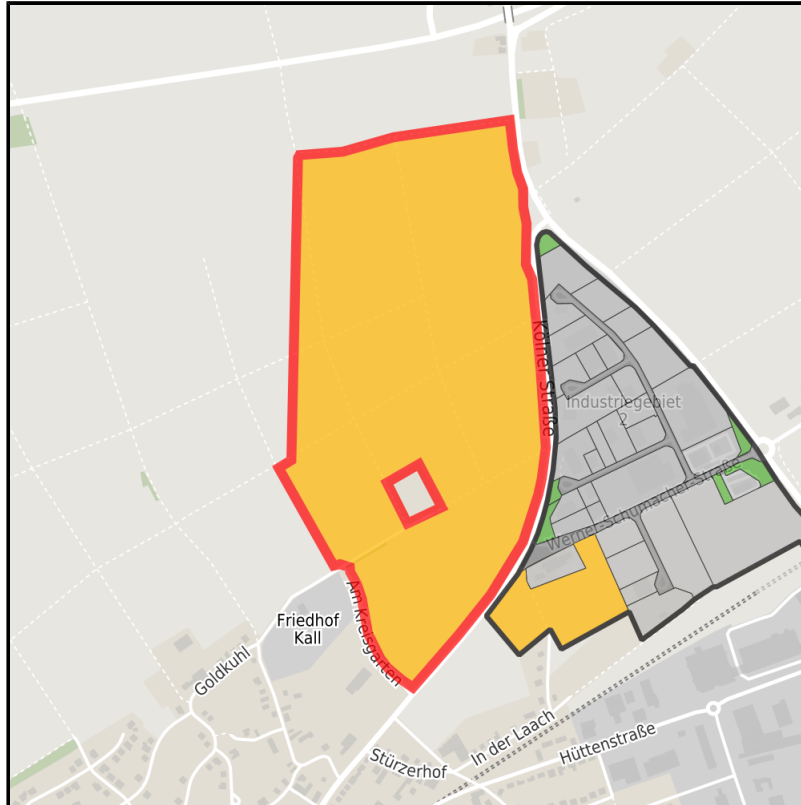 Kölner Straße
Industriegebiet
2
Werner-Schumacher-Straße
Am Kreisgarten
Friedhof
Kall
Goldkuhl
In der Laach
Hüttenstraße
Stürzerhof